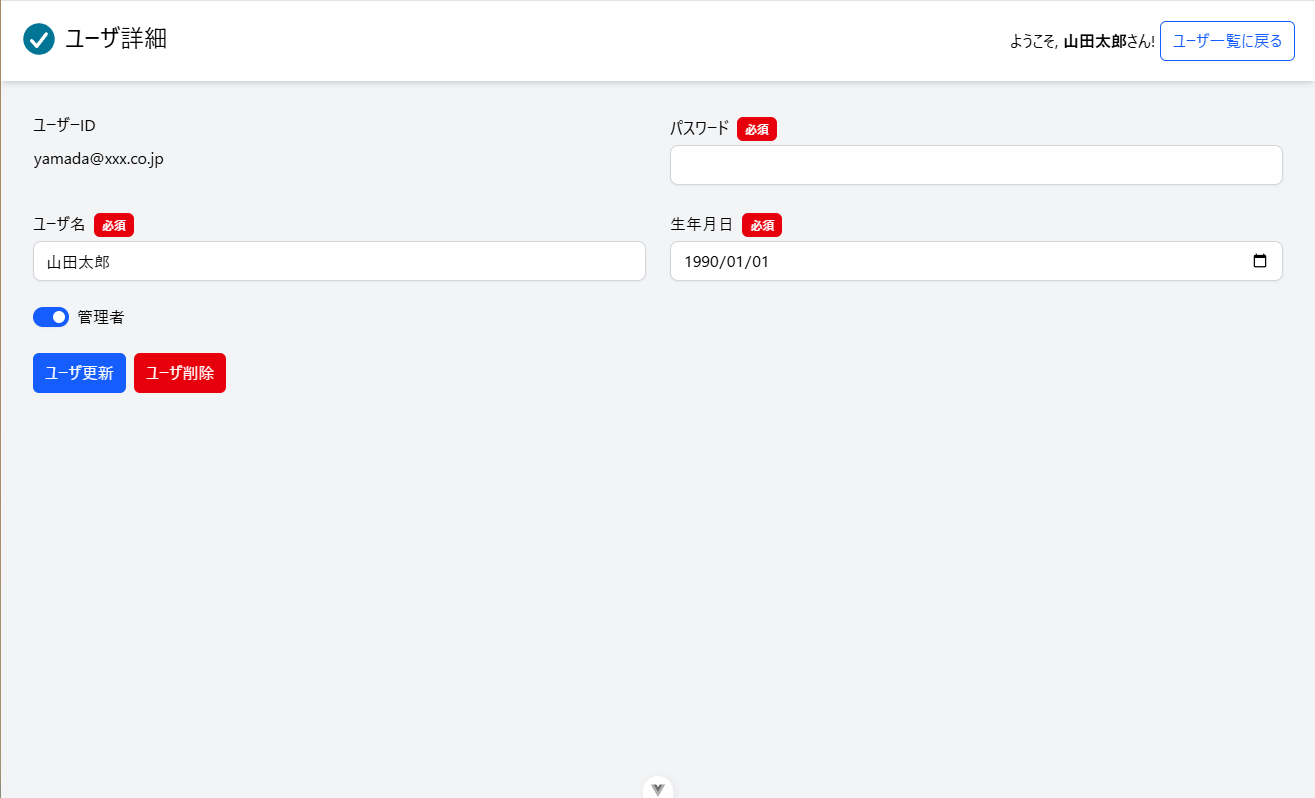 ユーザ詳細
ようこそ, 山田太郎さん! ユーザ一覧に戻る
ユーザーID
yamada@xxx.co.jp
パスワード 必須
ユーザ名 必須
山田太郎
生年月日 必須
1990/01/01
管理者
ユーザ更新 ユーザ削除